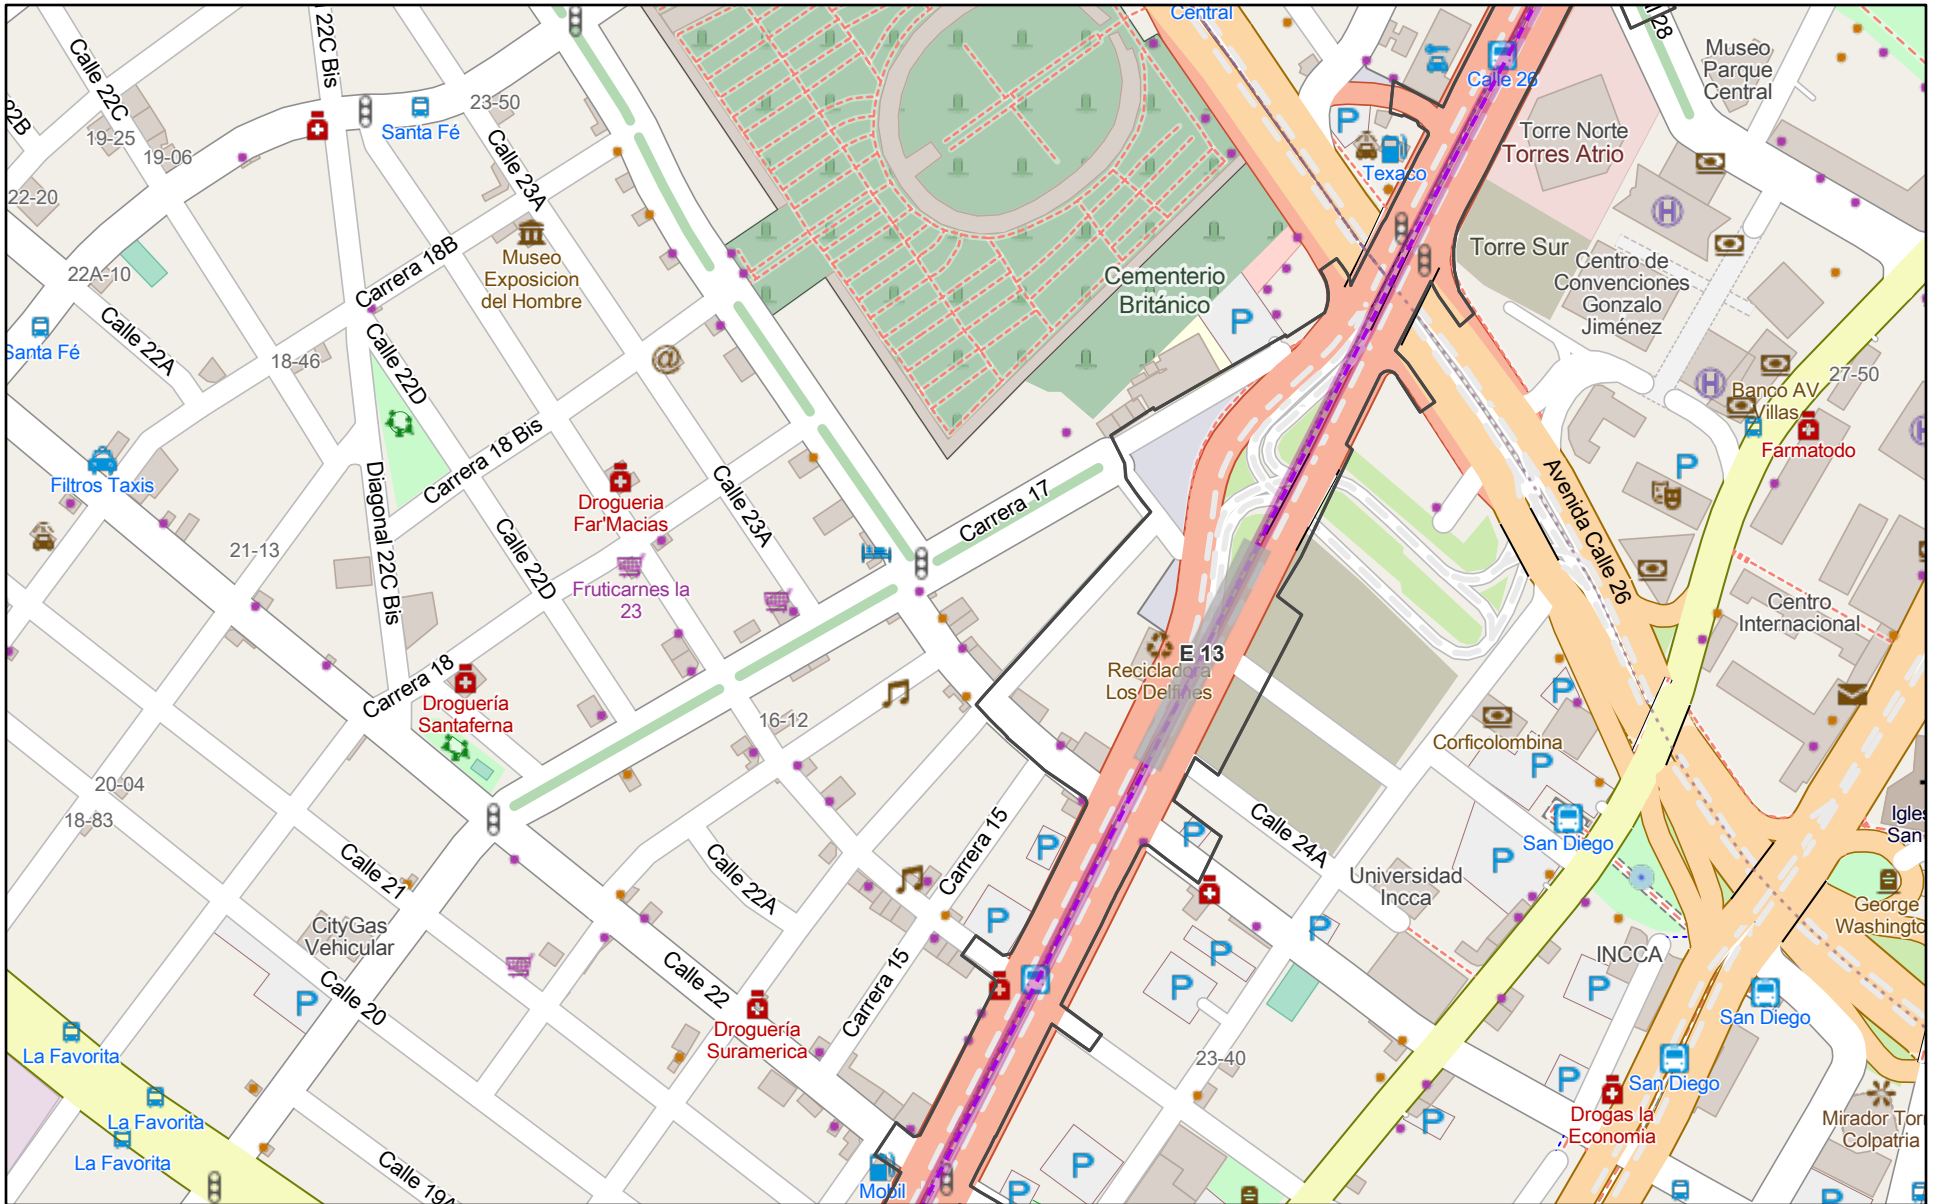 Central
Calle 26
Calle 22C
22C Bis
22B
19-25
19-06
23-50
Santa Fé
Calle 23A
28
Museo
Parque
Central
Torre Norte
Torres Atrio
Texaco
22-20
22A-10
Santa Fé
Calle 22A
18-46
Carrera 18B
Museo
Exposicion
del Hombre
Calle 22D
Cementerio
Británico
Torre Sur
Centro de
Convenciones
Gonzalo
Jiménez
Banco AV
Villas
27-50
Farmatodo
Filtros Taxis
Carrera 18 Bis
Diagonal 22C Bis
21-13
Calle 22D
Drogueria
Far'Macias
Calle 23A
Carrera 17
Fruticarnes la
23
Avenida Calle 26
Centro
Internacional
E 13
Recicladora
Los Delfines
Carrera 18
Droguería
Santaferna
16-12
Corficolombina
20-04
18-83
Calle 21
Calle 22A
Carrera 15
Calle 24A
San Diego
Universidad
Incca
George
INCCA
CityGas
Vehicular
Calle 20
Calle 22
Carrera 15
Droguería
Suramerica
San Diego
San Diego
23-40
La Favorita
La Favorita
La Favorita
Calle 19A
Mobil
Drogas la
Economia
Mirador Torr
Colpatria